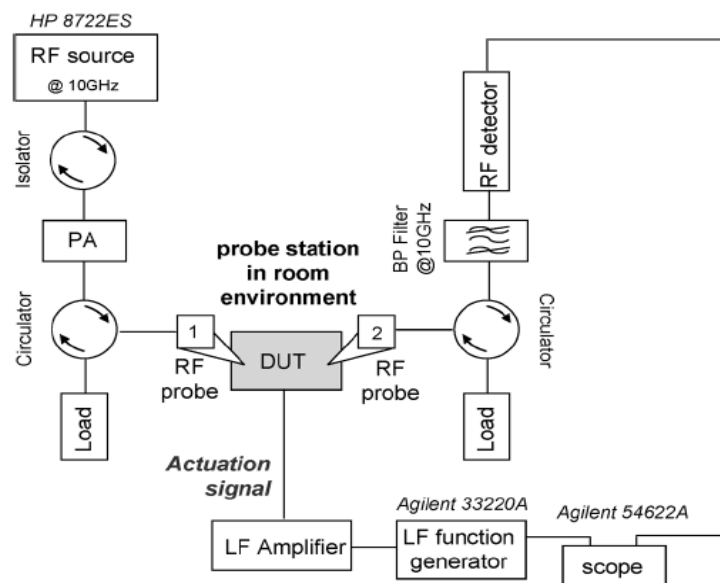 HP 8722ES
RF source
@ 10GHz
Isolator
PA
Circulator
Load
probe station
in room
environment
1
RF
probe
DUT
2
RF
probe
RF detector
BP Filter
@10GHz
Circulator
Load
Actuation
signal
LF Amplifier
Agilent 33220A
LF function
generator
Agilent 54622A
scope